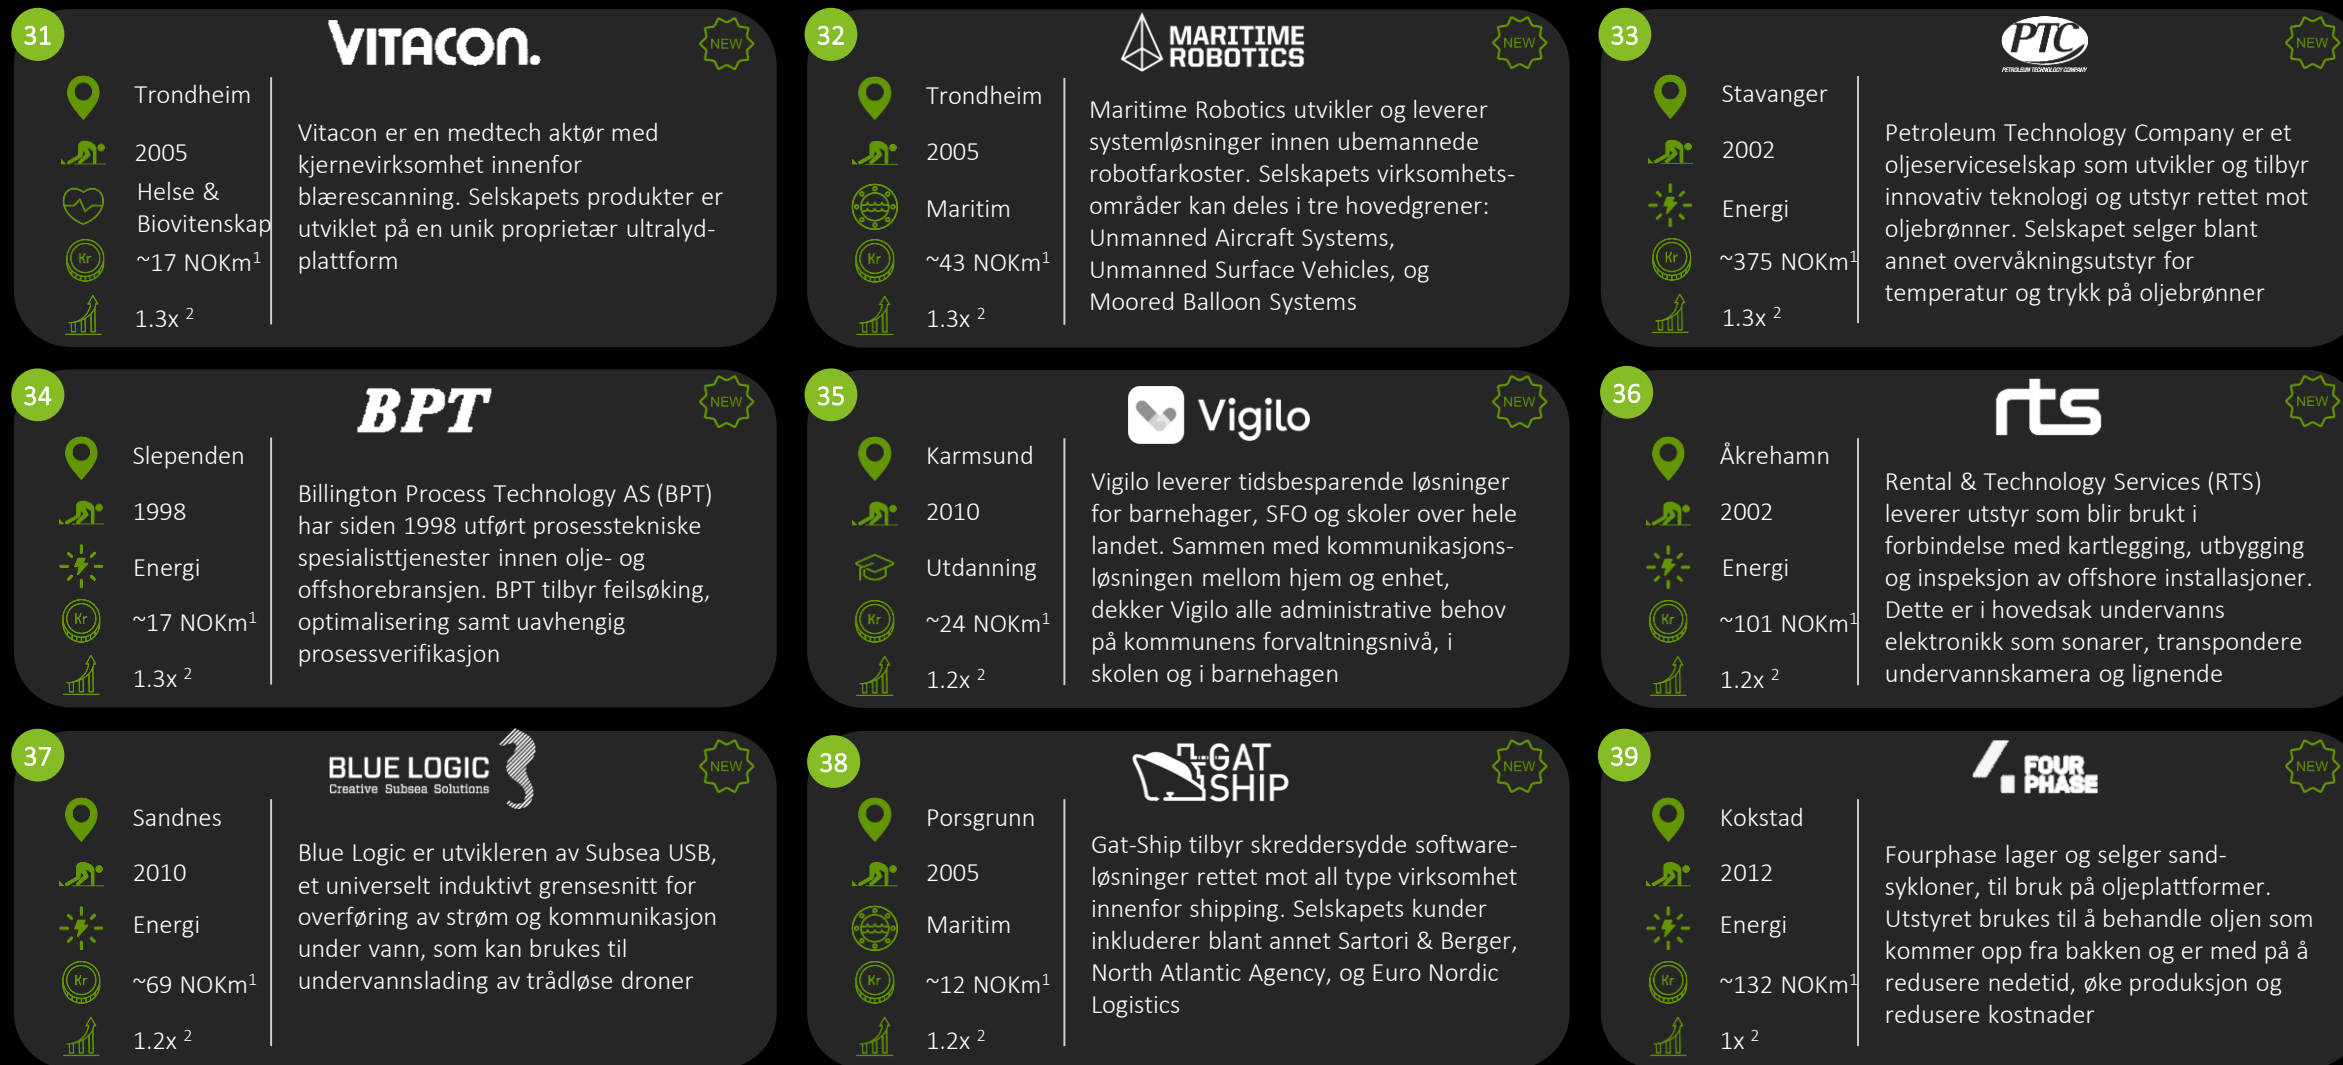 31
VITACON.
NEW
Trondheim
2005
Helse &
Biovitenskap
Kr
~17 NOKm1
1.3x 2
Vitacon er en medtech aktør med
kjernevirksomhet innenfor
blærescanning. Selskapets produkter er
utviklet på en unik proprietær ultralyd-
plattform
32
MARITIME
ROBOTICS
NEW
Trondheim
2005
Maritim
Kr
~43 NOKm1
1.3x 2
Maritime Robotics utvikler og leverer
systemløsninger innen ubemannede
robotfarkoster. Selskapets virksomhets-
områder kan deles i tre hovedgrener:
Unmanned Aircraft Systems,
Unmanned Surface Vehicles, og
Moored Balloon Systems
33
PTC
PETROLEUM TECHNOLOGY COMPANY
NEW
Stavanger
2002
Energi
Kr
~375 NOKm1
1.3x 2
Petroleum Technology Company er et
oljeserviceselskap som utvikler og tilbyr
innovativ teknologi og utstyr rettet mot
oljebrønner. Selskapet selger blant
annet overvåkningsutstyr for
temperatur og trykk på oljebrønner
34
BPT
NEW
Slependen
1998
Energi
Kr
~17 NOKm1
1.3x 2
Billington Process Technology AS (BPT)
har siden 1998 utført prosesstekniske
spesialisttjenester innen olje- og
offshorebransjen. BPT tilbyr feilsøking,
optimalisering samt uavhengig
prosessverifikasjon
35
Vigilo
NEW
Karmsund
2010
Utdanning
Kr
~24 NOKm1
1.2x 2
Vigilo leverer tidsbesparende løsninger
for barnehager, SFO og skoler over hele
landet. Sammen med kommunikasjons-
løsningen mellom hjem og enhet,
dekker Vigilo alle administrative behov
på kommunens forvaltningsnivå, i
skolen og i barnehagen
36
rts
NEW
Åkrehamn
2002
Energi
Kr
~101 NOKm1
1.2x 2
Rental & Technology Services (RTS)
leverer utstyr som blir brukt i
forbindelse med kartlegging, utbygging
og inspeksjon av offshore installasjoner.
Dette er i hovedsak undervanns
elektronikk som sonarer, transpondere
undervannskamera og lignende
37
BLUE LOGIC
Creative Subsea Solutions
NEW
Sandnes
2010
Energi
Kr
~69 NOKm1
1.2x 2
Blue Logic er utvikleren av Subsea USB,
et universelt induktivt grensesnitt for
overføring av strøm og kommunikasjon
under vann, som kan brukes til
undervannslading av trådløse droner
38
GAT
SHIP
NEW
Porsgrunn
2005
Maritim
Kr
~12 NOKm1
1.2x 2
Gat-Ship tilbyr skreddersydde software-
løsninger rettet mot all type virksomhet
innenfor shipping. Selskapets kunder
inkluderer blant annet Sartori & Berger,
North Atlantic Agency, og Euro Nordic
Logistics
39
4.
FOUR
PHASE
NEW
Kokstad
2012
Energi
Kr
~132 NOKm1
1x 2
Fourphase lager og selger sand-
sykloner, til bruk på oljeplattformer.
Utstyret brukes til å behandle oljen som
kommer opp fra bakken og er med på å
redusere nedetid, øke produksjon og
redusere kostnader